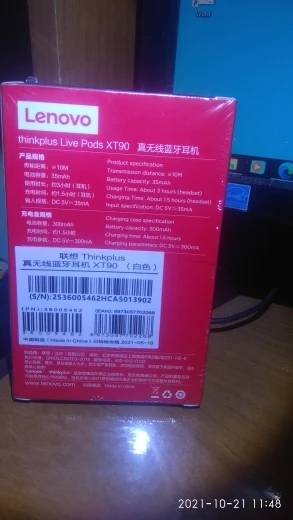 Word
Lenovo
thinkplus Live Pods XT90 真无线蓝牙耳机
产品规格
Product specification
传输距离：≥10M
Transmission distance: ≥10M
电池容量：35mAh
Battery capacity: 35mAh
使用时长：约3小时（耳机）
Usage Time: About 3 hours (headset)
充电时间：约1.5小时（耳机）
Charging time: About 1.5 hours (headset)
输入规格：DC 5V⎓35mA
Input specification: DC 5V⎓35mA
充电盒规格
Charging case specification
电池容量：300mAh
Battery capacity: 300mAh
充电时间：约1.5小时
Charging time: About 1.5 hours
充电参数：DC 5V⎓300mA
Charging parameters: DC 5V⎓300mA
联想 Thinkplus
真无线蓝牙耳机 XT90 （白色）
(S/N):2536005462HCA5013902
(PN):36005462
中国制造 (Made in China)
www.lenovo.com
2021-10-21 11:48